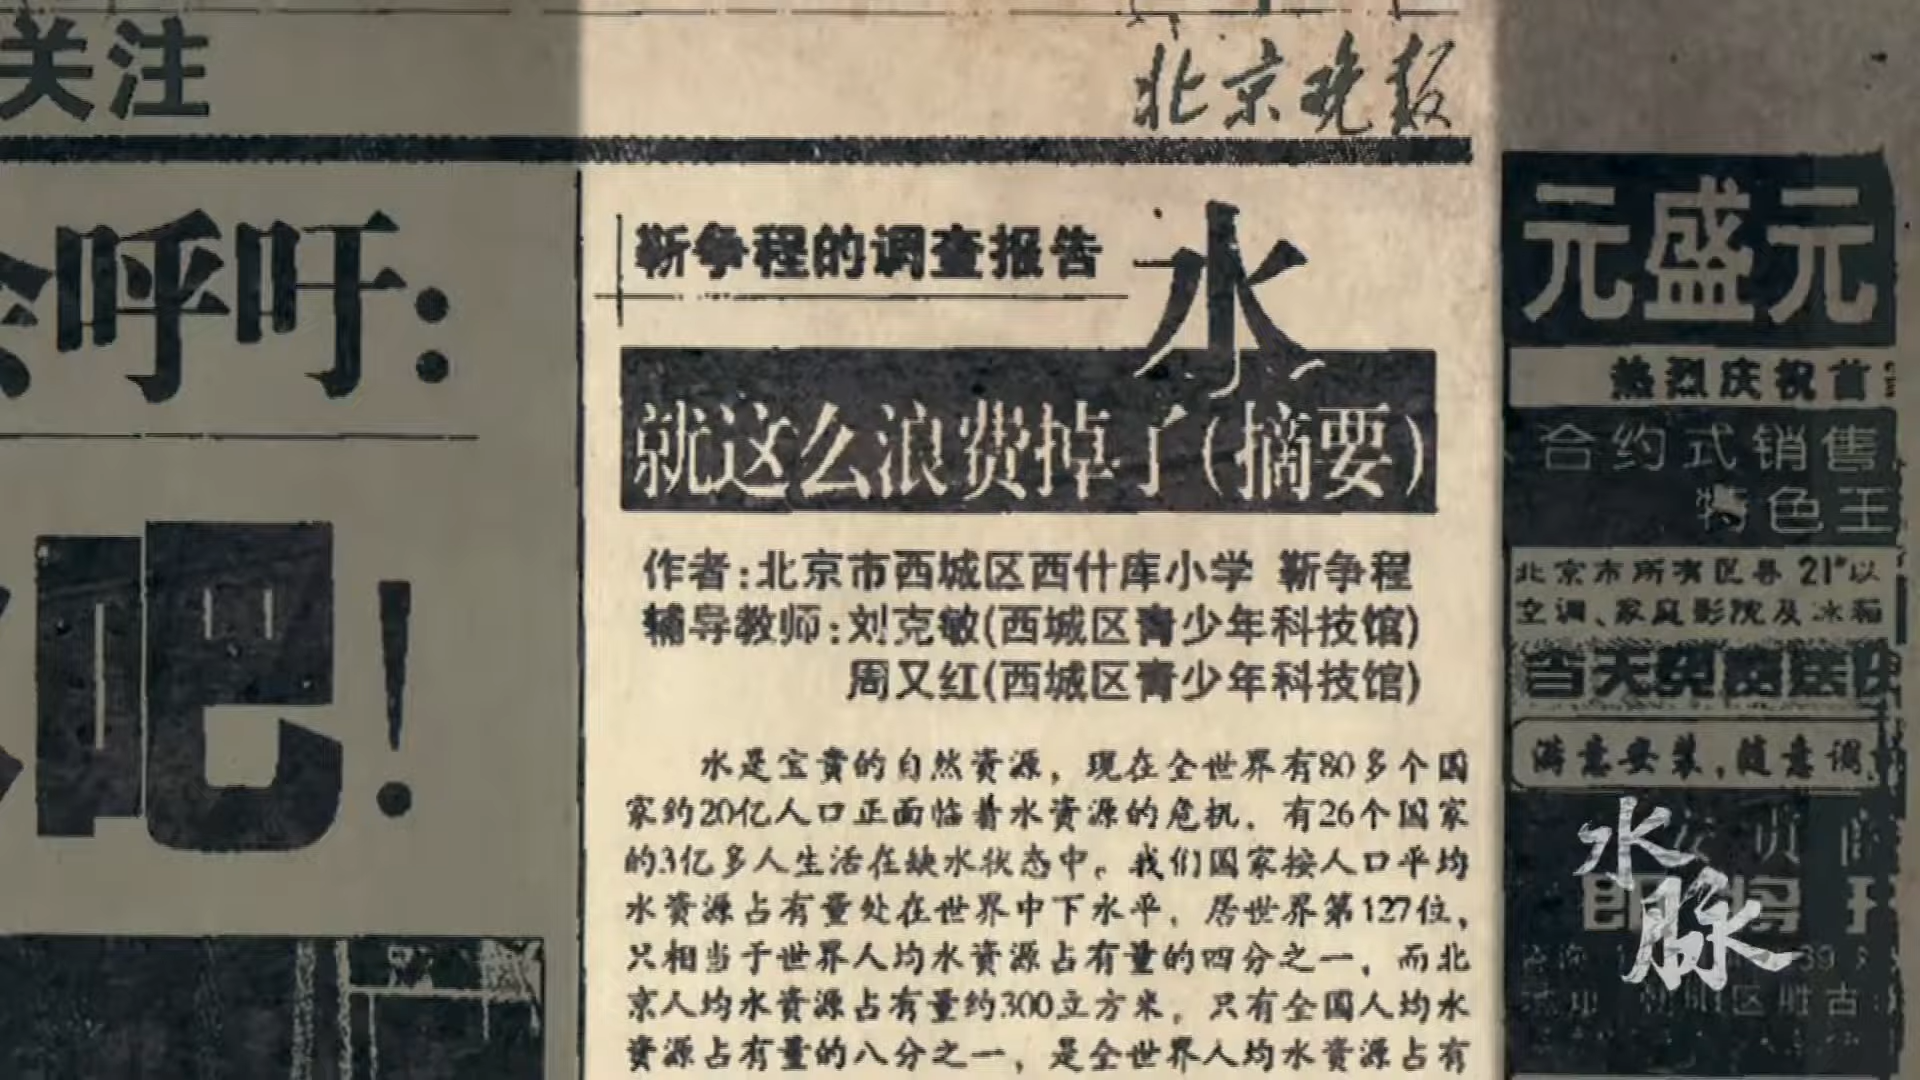 关注
北京晚报
呼吁:
吧!
靳争程的调查报告
水
就这么浪费掉了(摘要)
作者:北京市西城区西什库小学 靳争程
辅导教师:刘克敏(西城区青少年科技馆)
周又红(西城区青少年科技馆)
水是宝贵的自然资源，现在全世界有80多个国
家约20亿人口正面临着水资源的危机，有26个国家
的3亿多人生活在缺水状态中。我们国家按人口平均
水资源占有量处在世界中下水平，居世界第127位，
只相当于世界人均水资源占有量的四分之一，而北
京人均水资源占有量约300立方米，只有全国人均水
资源占有量的八分之一，是全世界人均水资源占有
元盛元
热烈庆祝首
合约式销售
特色王
北京市所有区县21"以
空调、家庭影院及冰箱
当天免费送
满意安装,随意调
即将
区胜古
水脉